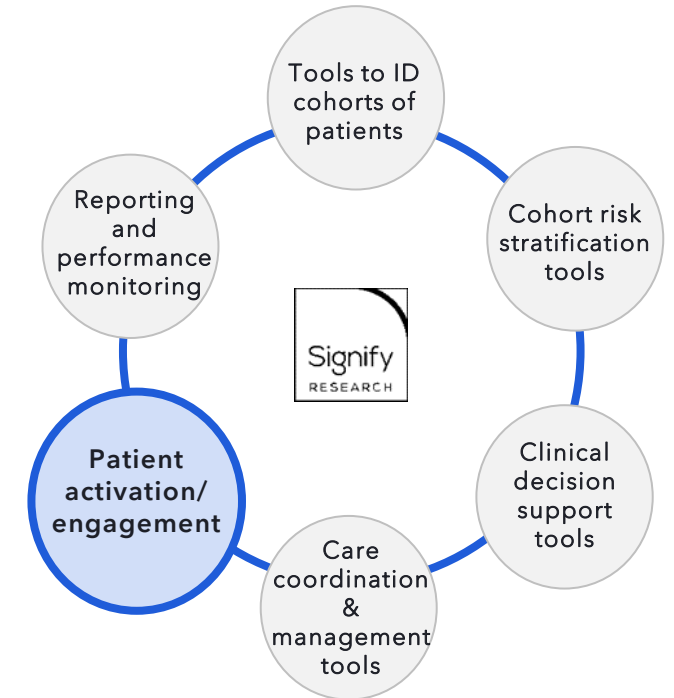 Tools to ID
cohorts of
patients
Cohort risk
stratification
tools
Clinical
decision
support
tools
Care
coordination
&
management
tools
Patient
activation/
engagement
Reporting
and
performance
monitoring
Signify
RESEARCH